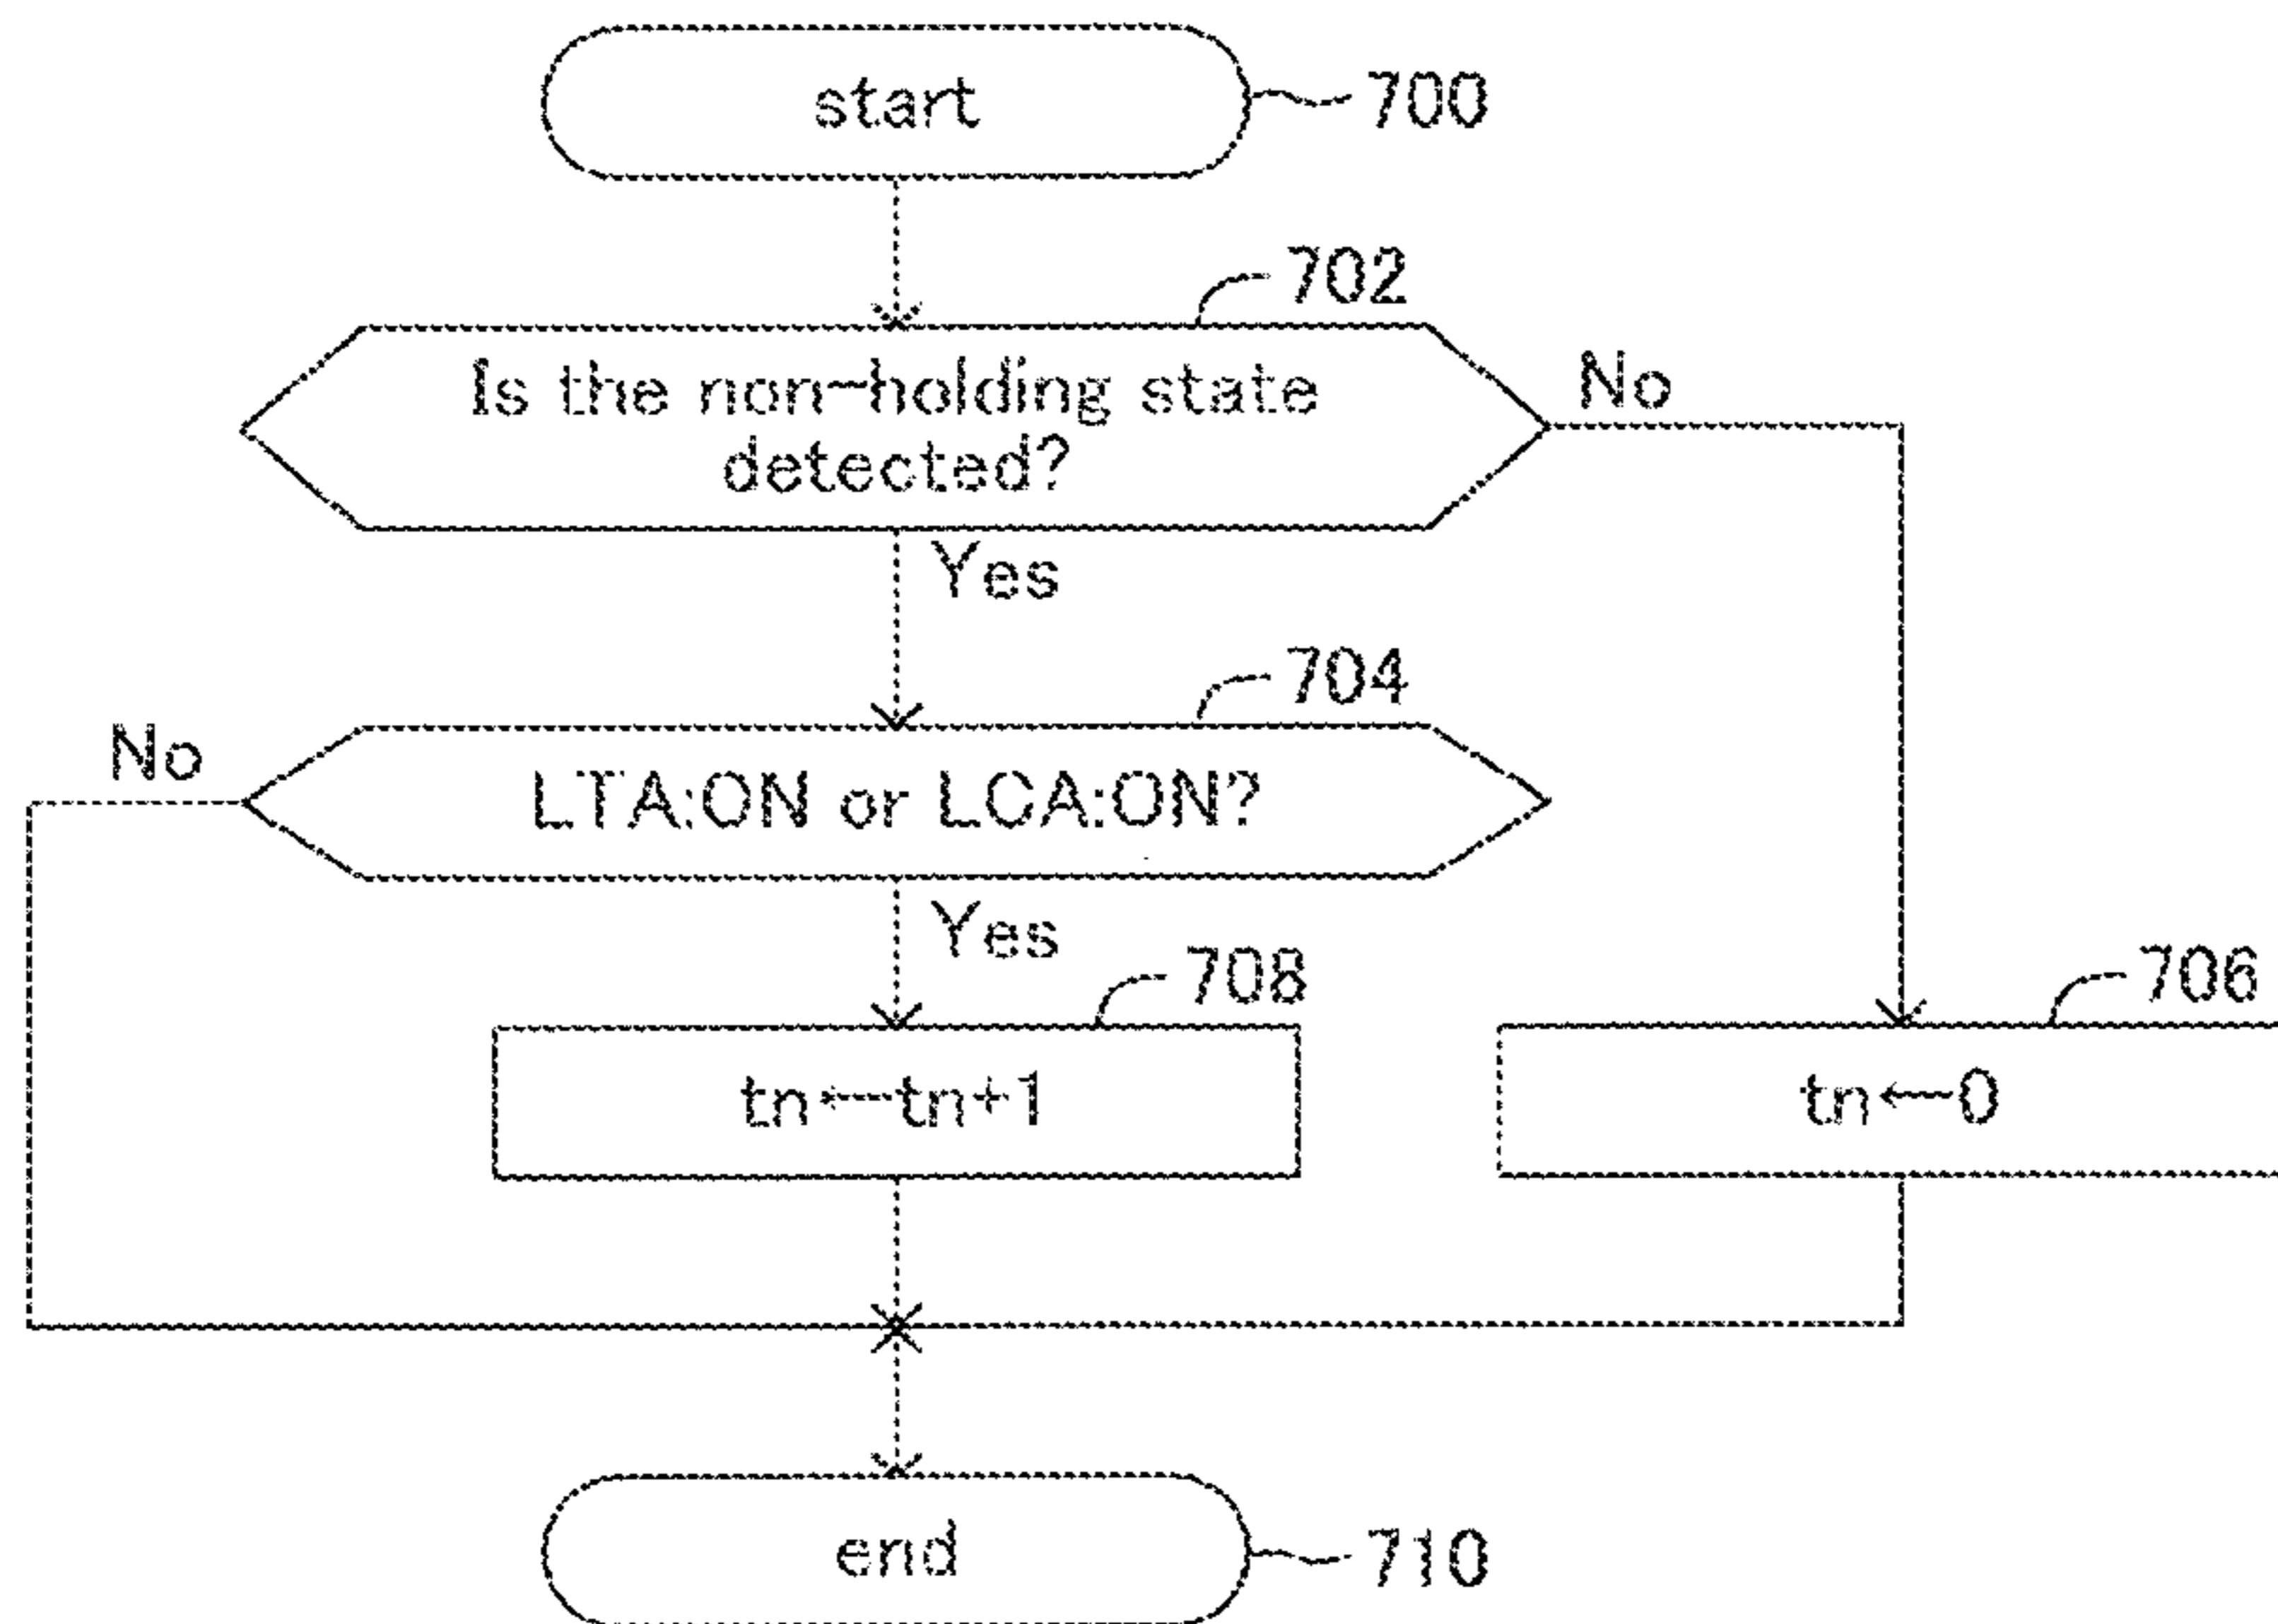 start
700
702
Is the non-holding state
detected?
No
Yes
704
No
LTA:ON or LCA:ON?
Yes
708
706
tn←tn+1
tn←0
end
710